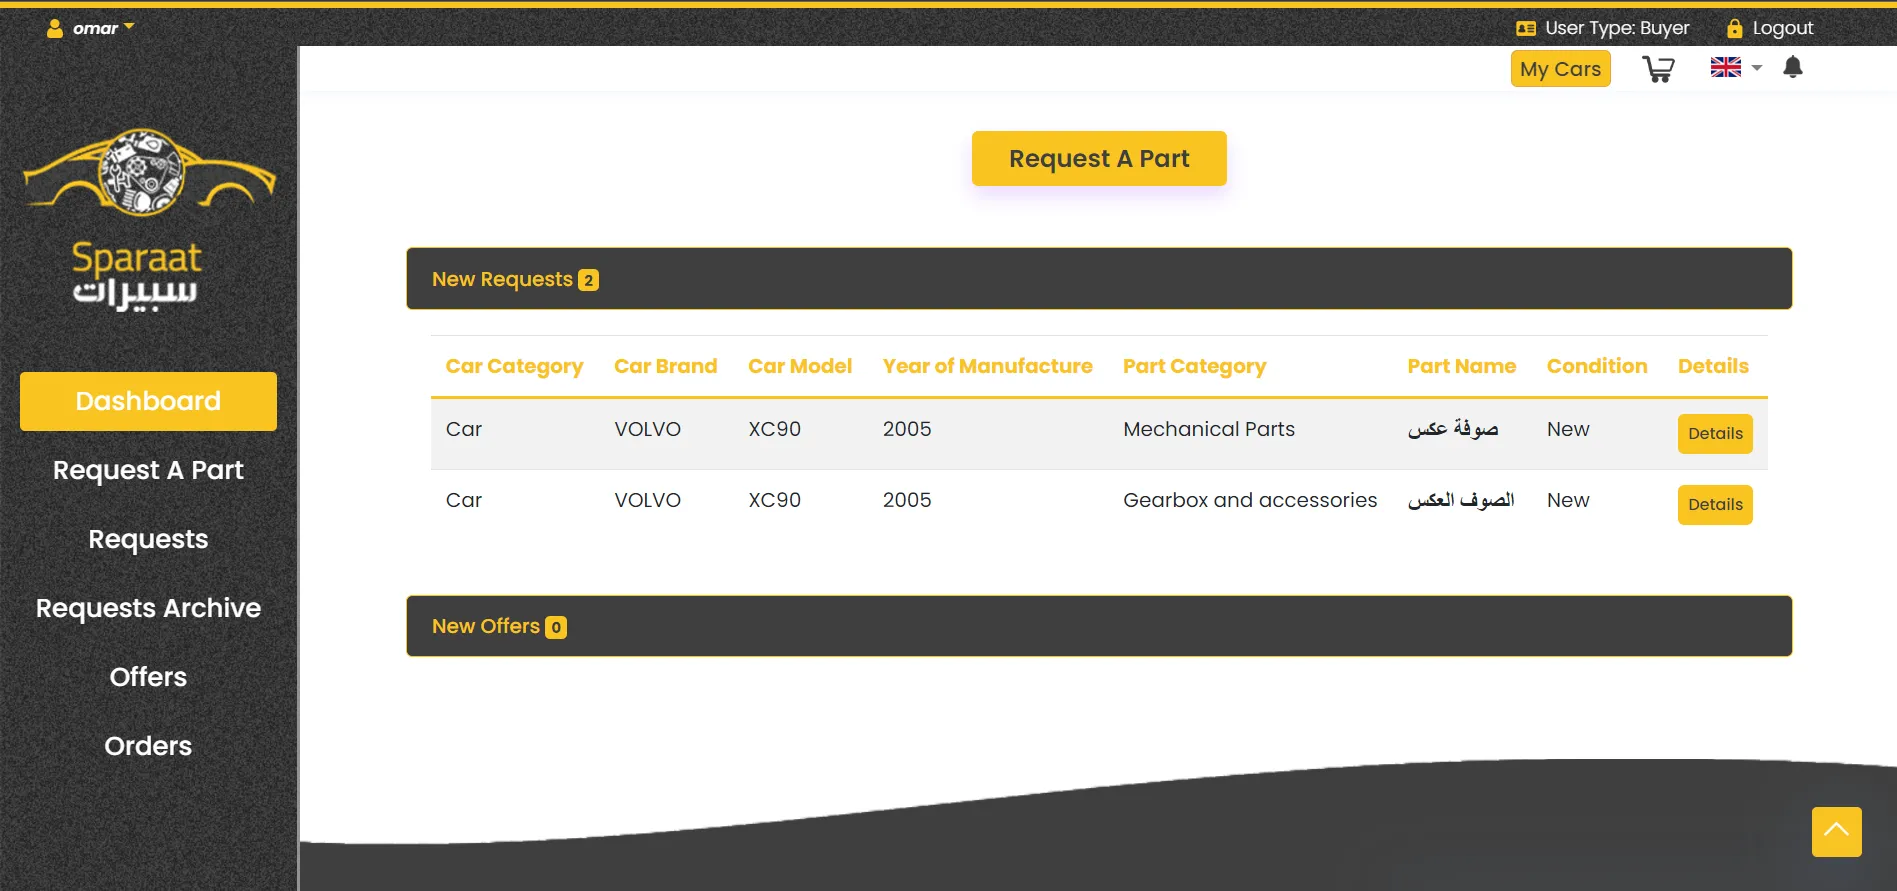 omar
User Type: Buyer
Logout
My Cars
Sparaat
سبيرات
Dashboard
Request A Part
Requests
Requests Archive
Offers
Orders
Request A Part
New Requests 2
Car Category Car Brand Car Model Year of Manufacture Part Category Part Name Condition Details
Car VOLVO XC90 2005 Mechanical Parts صوفة عكس New Details
Car VOLVO XC90 2005 Gearbox and accessories الصوف العكس New Details
New Offers 0